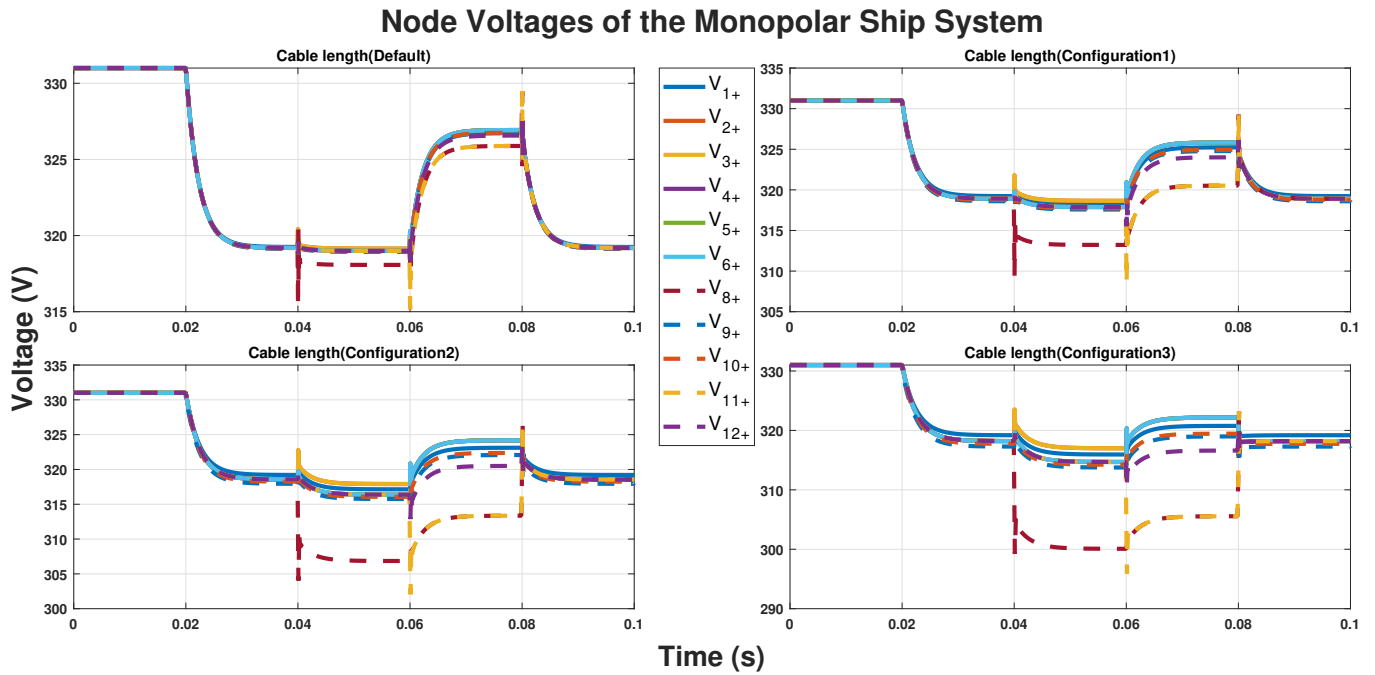 Node Voltages of the Monopolar Ship System
Cable length(Default)
330
325
320
315
0
0.02
0.04
0.06
0.08
0.1
V1+
V2+
V3+
V4+
V5+
V6+
V8+
V9+
V10+
V11+
V12+
Cable length(Configuration1)
335
330
325
320
315
310
305
0
0.02
0.04
0.06
0.08
0.1
Voltage (V)
Cable length(Configuration2)
335
330
325
320
315
310
305
300
0
0.02
0.04
0.06
0.08
0.1
Cable length(Configuration3)
330
320
310
300
290
0
0.02
0.04
0.06
0.08
0.1
Time (s)